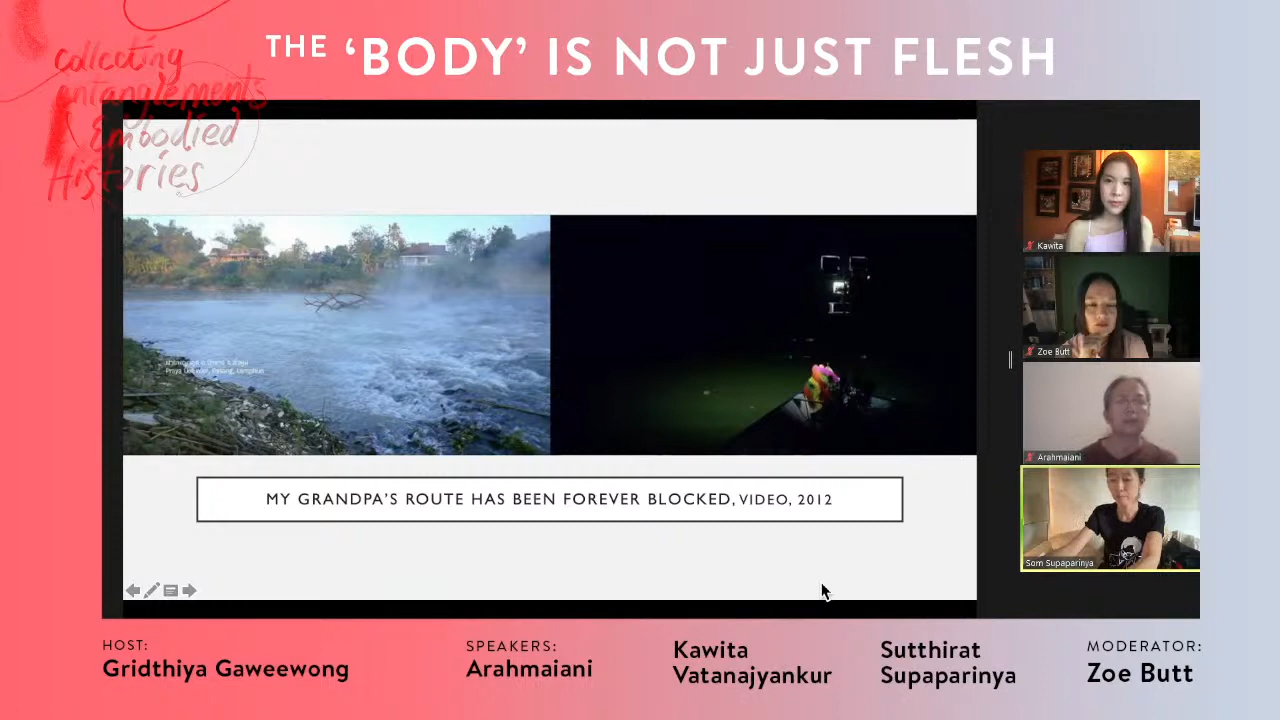 collecting
entanglements
& Embodied
Histories
THE ‘BODY’ IS NOT JUST FLESH
MY GRANDPA’S ROUTE HAS BEEN FOREVER BLOCKED, VIDEO, 2012
Kawita
Zoe Butt
Arahmaiani
Som Supaparinya
HOST:
Gridthiya Gaweewong
SPEAKERS:
Arahmaiani
Kawita
Vatanajyankur
Sutthirat
Supaparinya
MODERATOR:
Zoe Butt